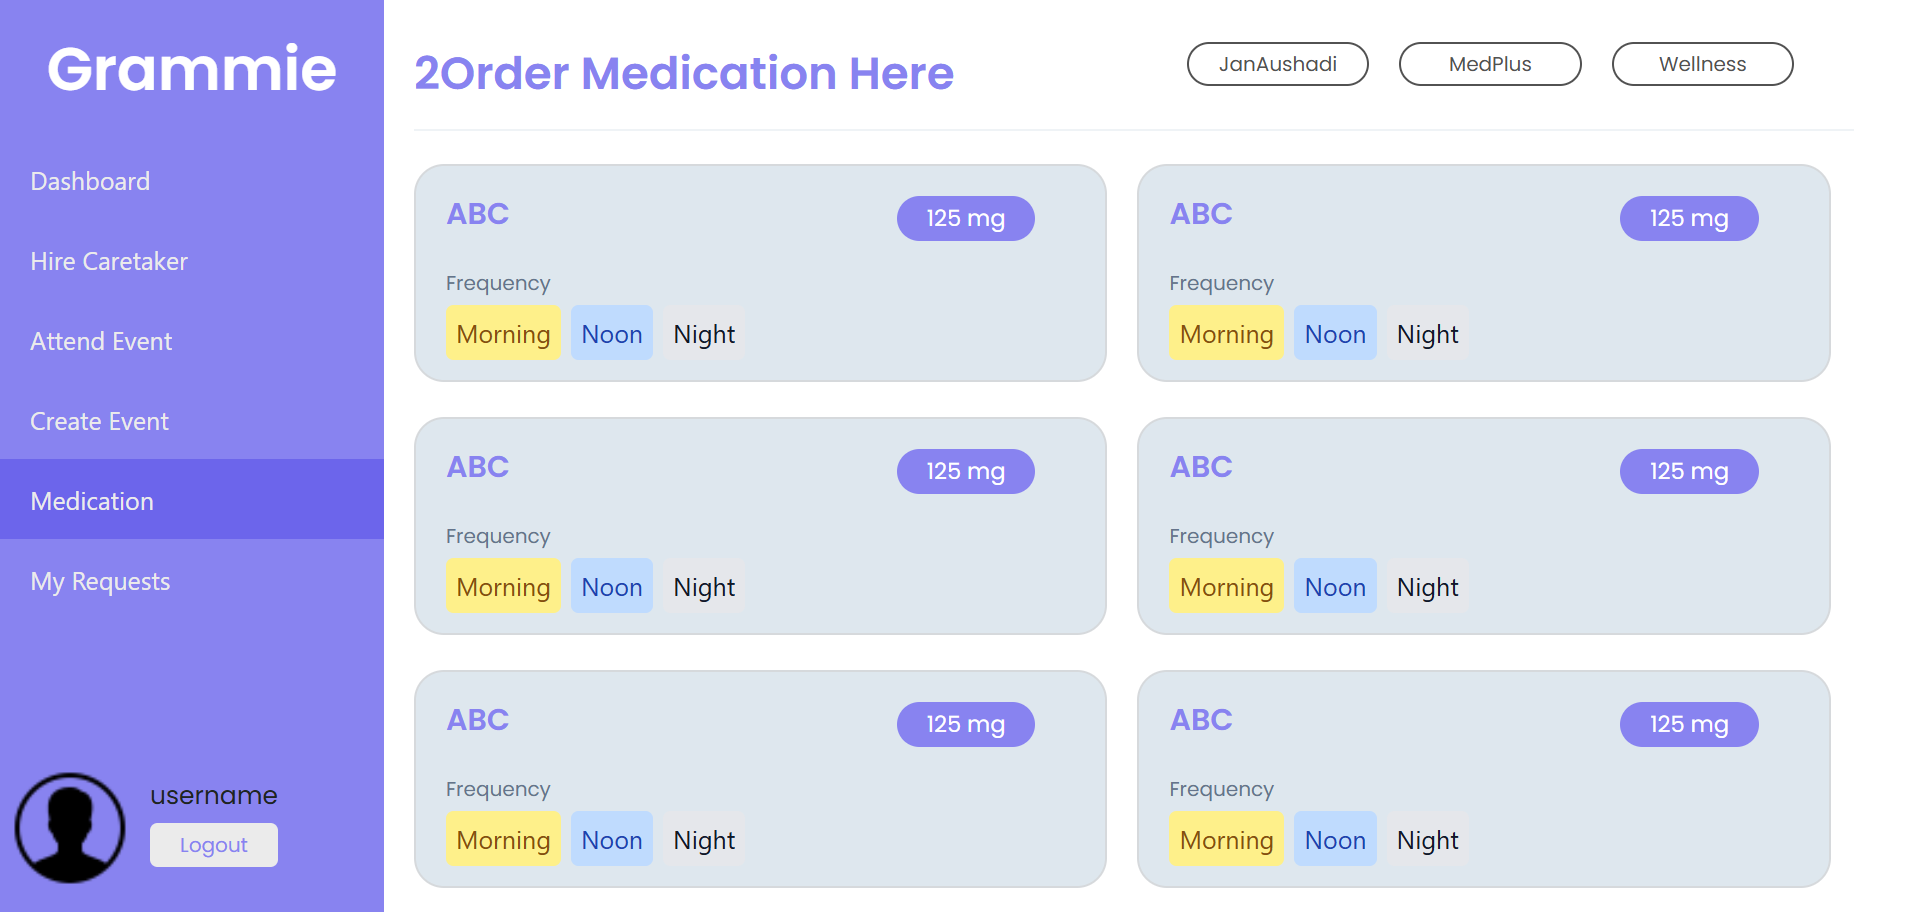 Grammie
Dashboard
Hire Caretaker
Attend Event
Create Event
Medication
My Requests
username
Logout
2Order Medication Here
JanAushadi MedPlus Wellness
ABC 125 mg
Frequency
Morning Noon Night
ABC 125 mg
Frequency
Morning Noon Night
ABC 125 mg
Frequency
Morning Noon Night
ABC 125 mg
Frequency
Morning Noon Night
ABC 125 mg
Frequency
Morning Noon Night
ABC 125 mg
Frequency
Morning Noon Night